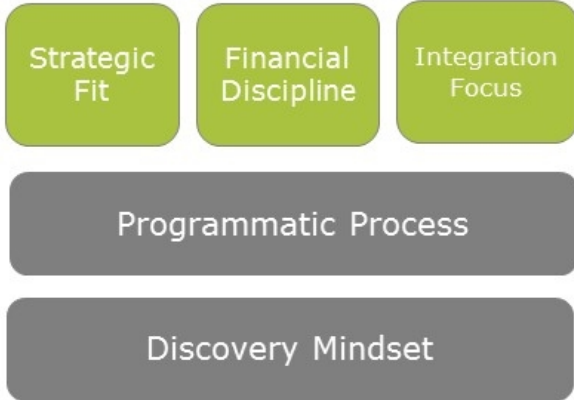 Strategic
Fit
Financial
Discipline
Integration
Focus
Programmatic Process
Discovery Mindset